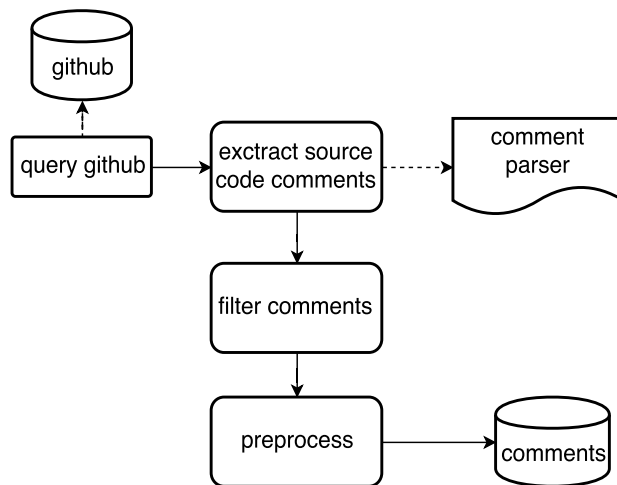 github
query github
exctract source
code comments
comment
parser
filter comments
preprocess
comments